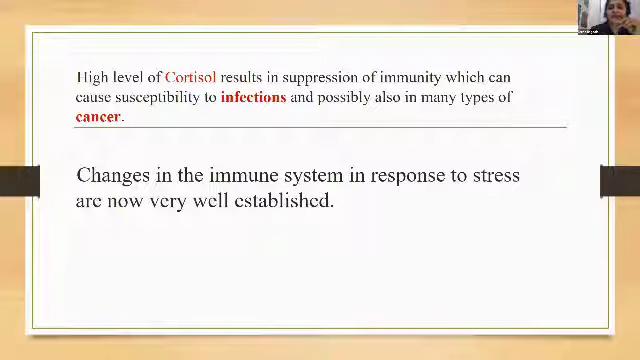 High level of Cortisol results in suppression of immunity which can
cause susceptibility to infections and possibly also in many types of
cancer.
Changes in the immune system in response to stress
are now very well established.